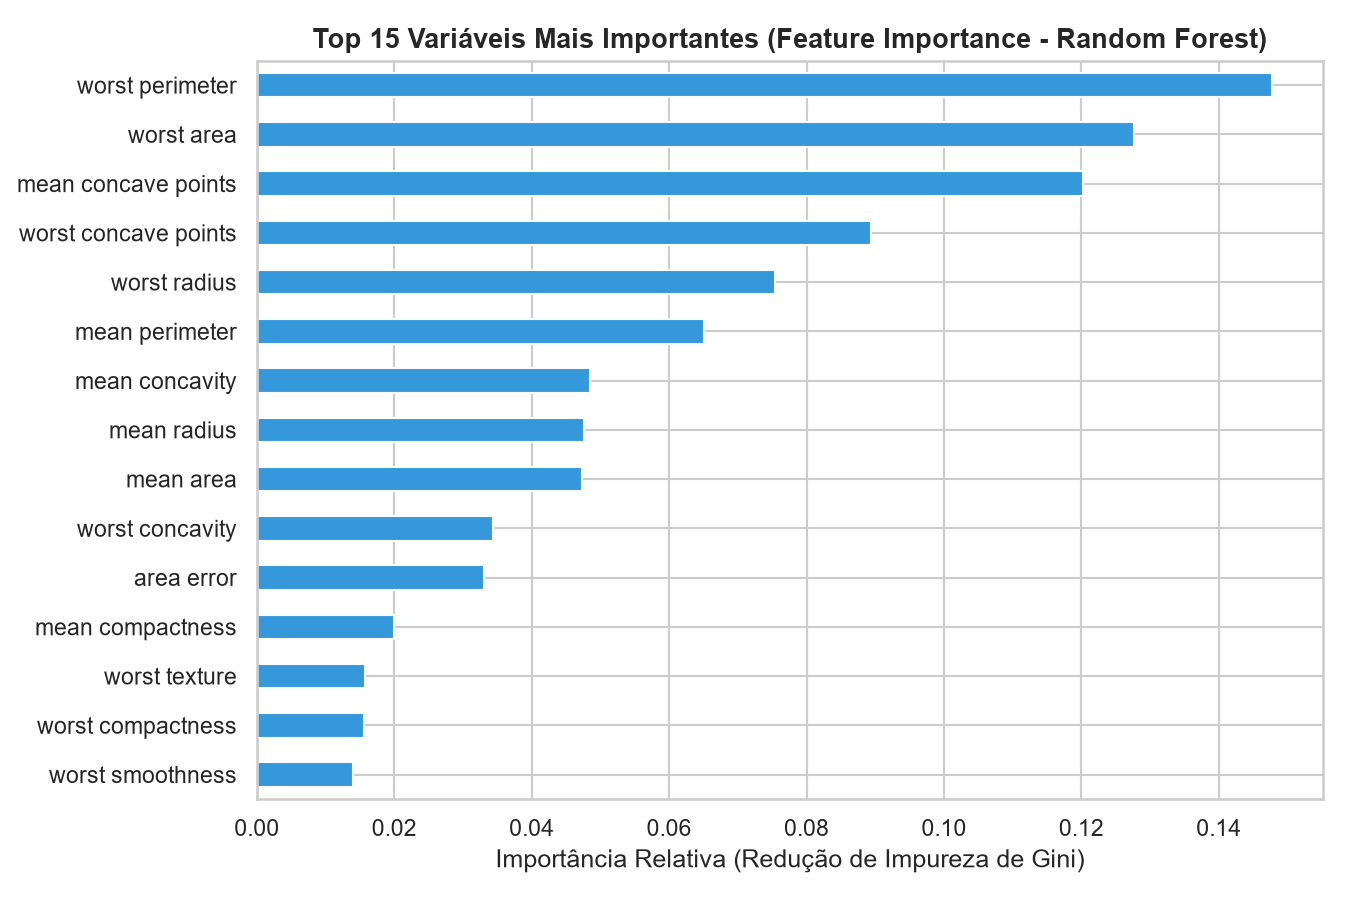 Top 15 Variáveis Mais Importantes (Feature Importance - Random Forest)
worst perimeter
worst area
mean concave points
worst concave points
worst radius
mean perimeter
mean concavity
mean radius
mean area
worst concavity
area error
mean compactness
worst texture
worst compactness
worst smoothness
0.00 0.02 0.04 0.06 0.08 0.10 0.12 0.14
Importância Relativa (Redução de Impureza de Gini)